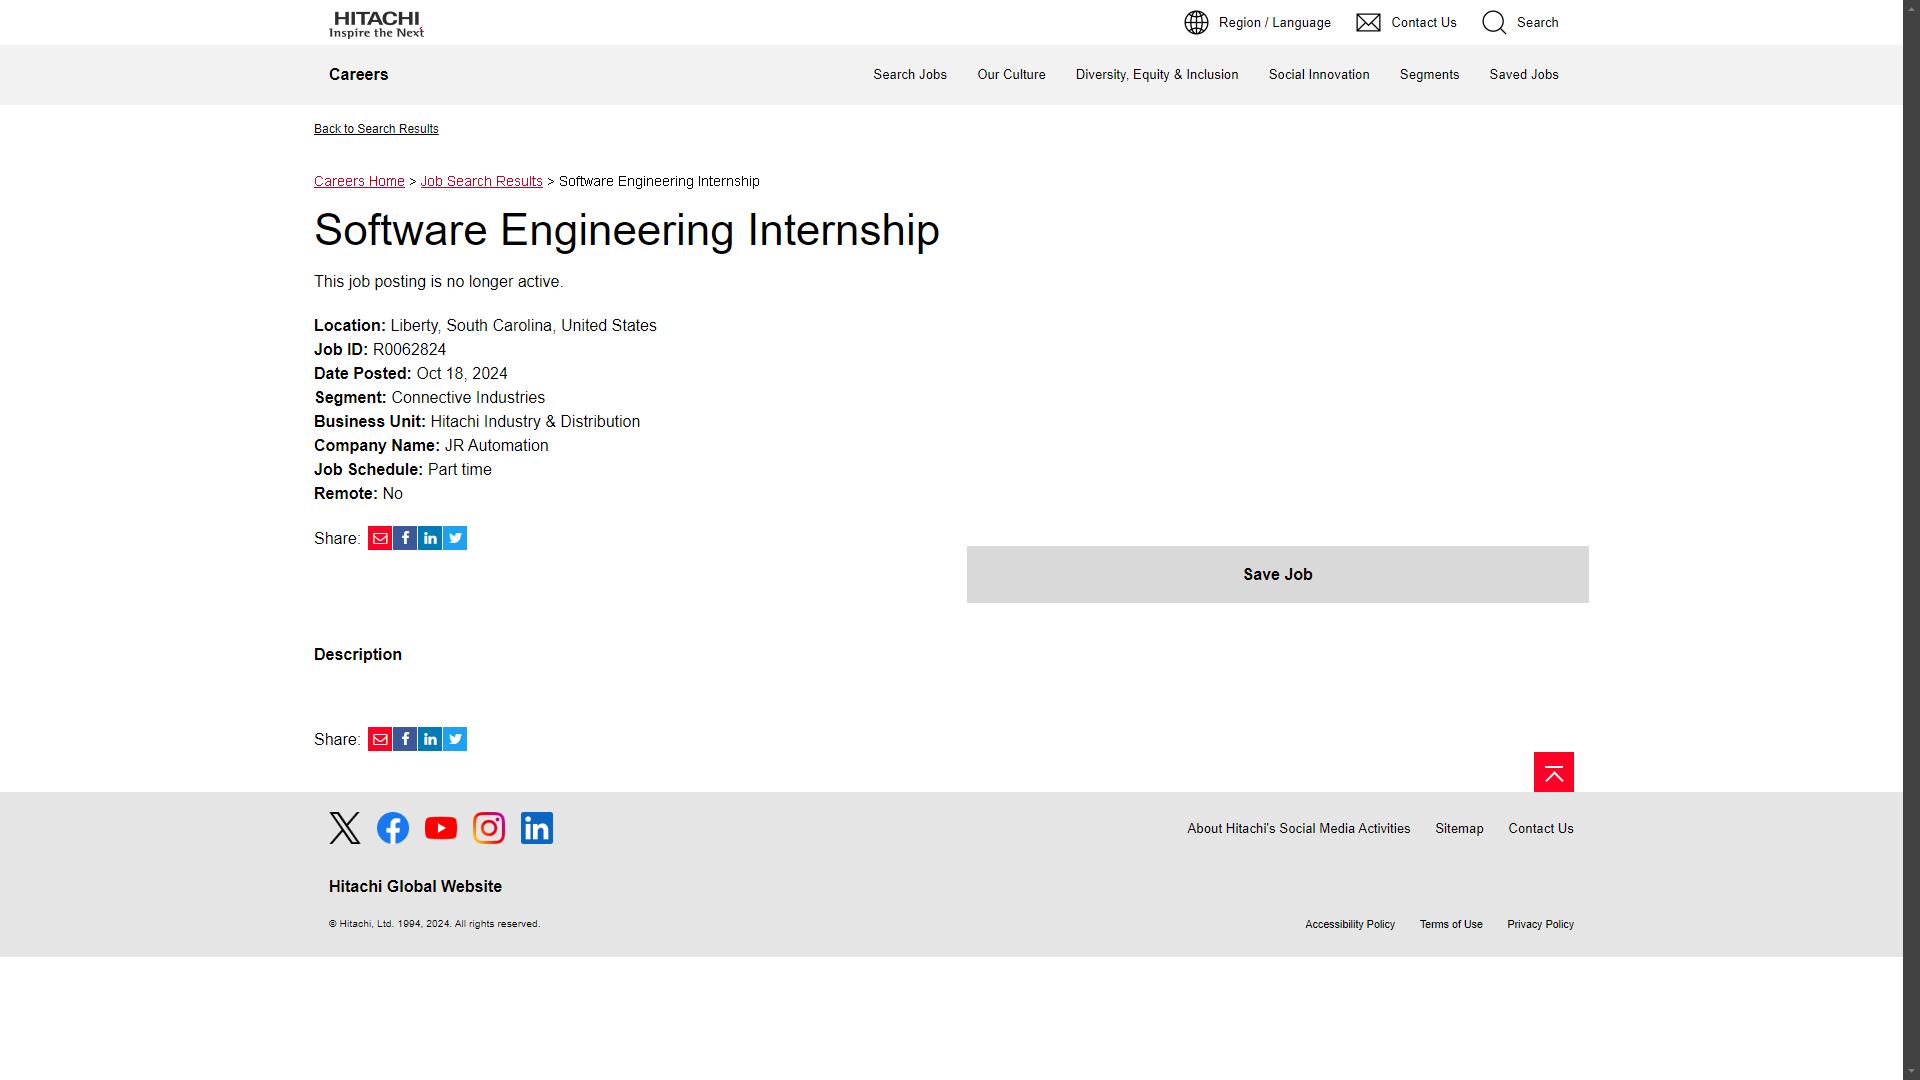 HITACHI
Inspire the Next
Region / Language
Contact Us
Search
Careers
Search Jobs
Our Culture
Diversity, Equity & Inclusion
Social Innovation
Segments
Saved Jobs
Back to Search Results
Careers Home > Job Search Results > Software Engineering Internship
Software Engineering Internship
This job posting is no longer active.
Location: Liberty, South Carolina, United States
Job ID: R0062824
Date Posted: Oct 18, 2024
Segment: Connective Industries
Business Unit: Hitachi Industry & Distribution
Company Name: JR Automation
Job Schedule: Part time
Remote: No
Share:
Save Job
Description
Share:
About Hitachi's Social Media Activities
Sitemap
Contact Us
Hitachi Global Website
© Hitachi, Ltd. 1994, 2024. All rights reserved.
Accessibility Policy
Terms of Use
Privacy Policy